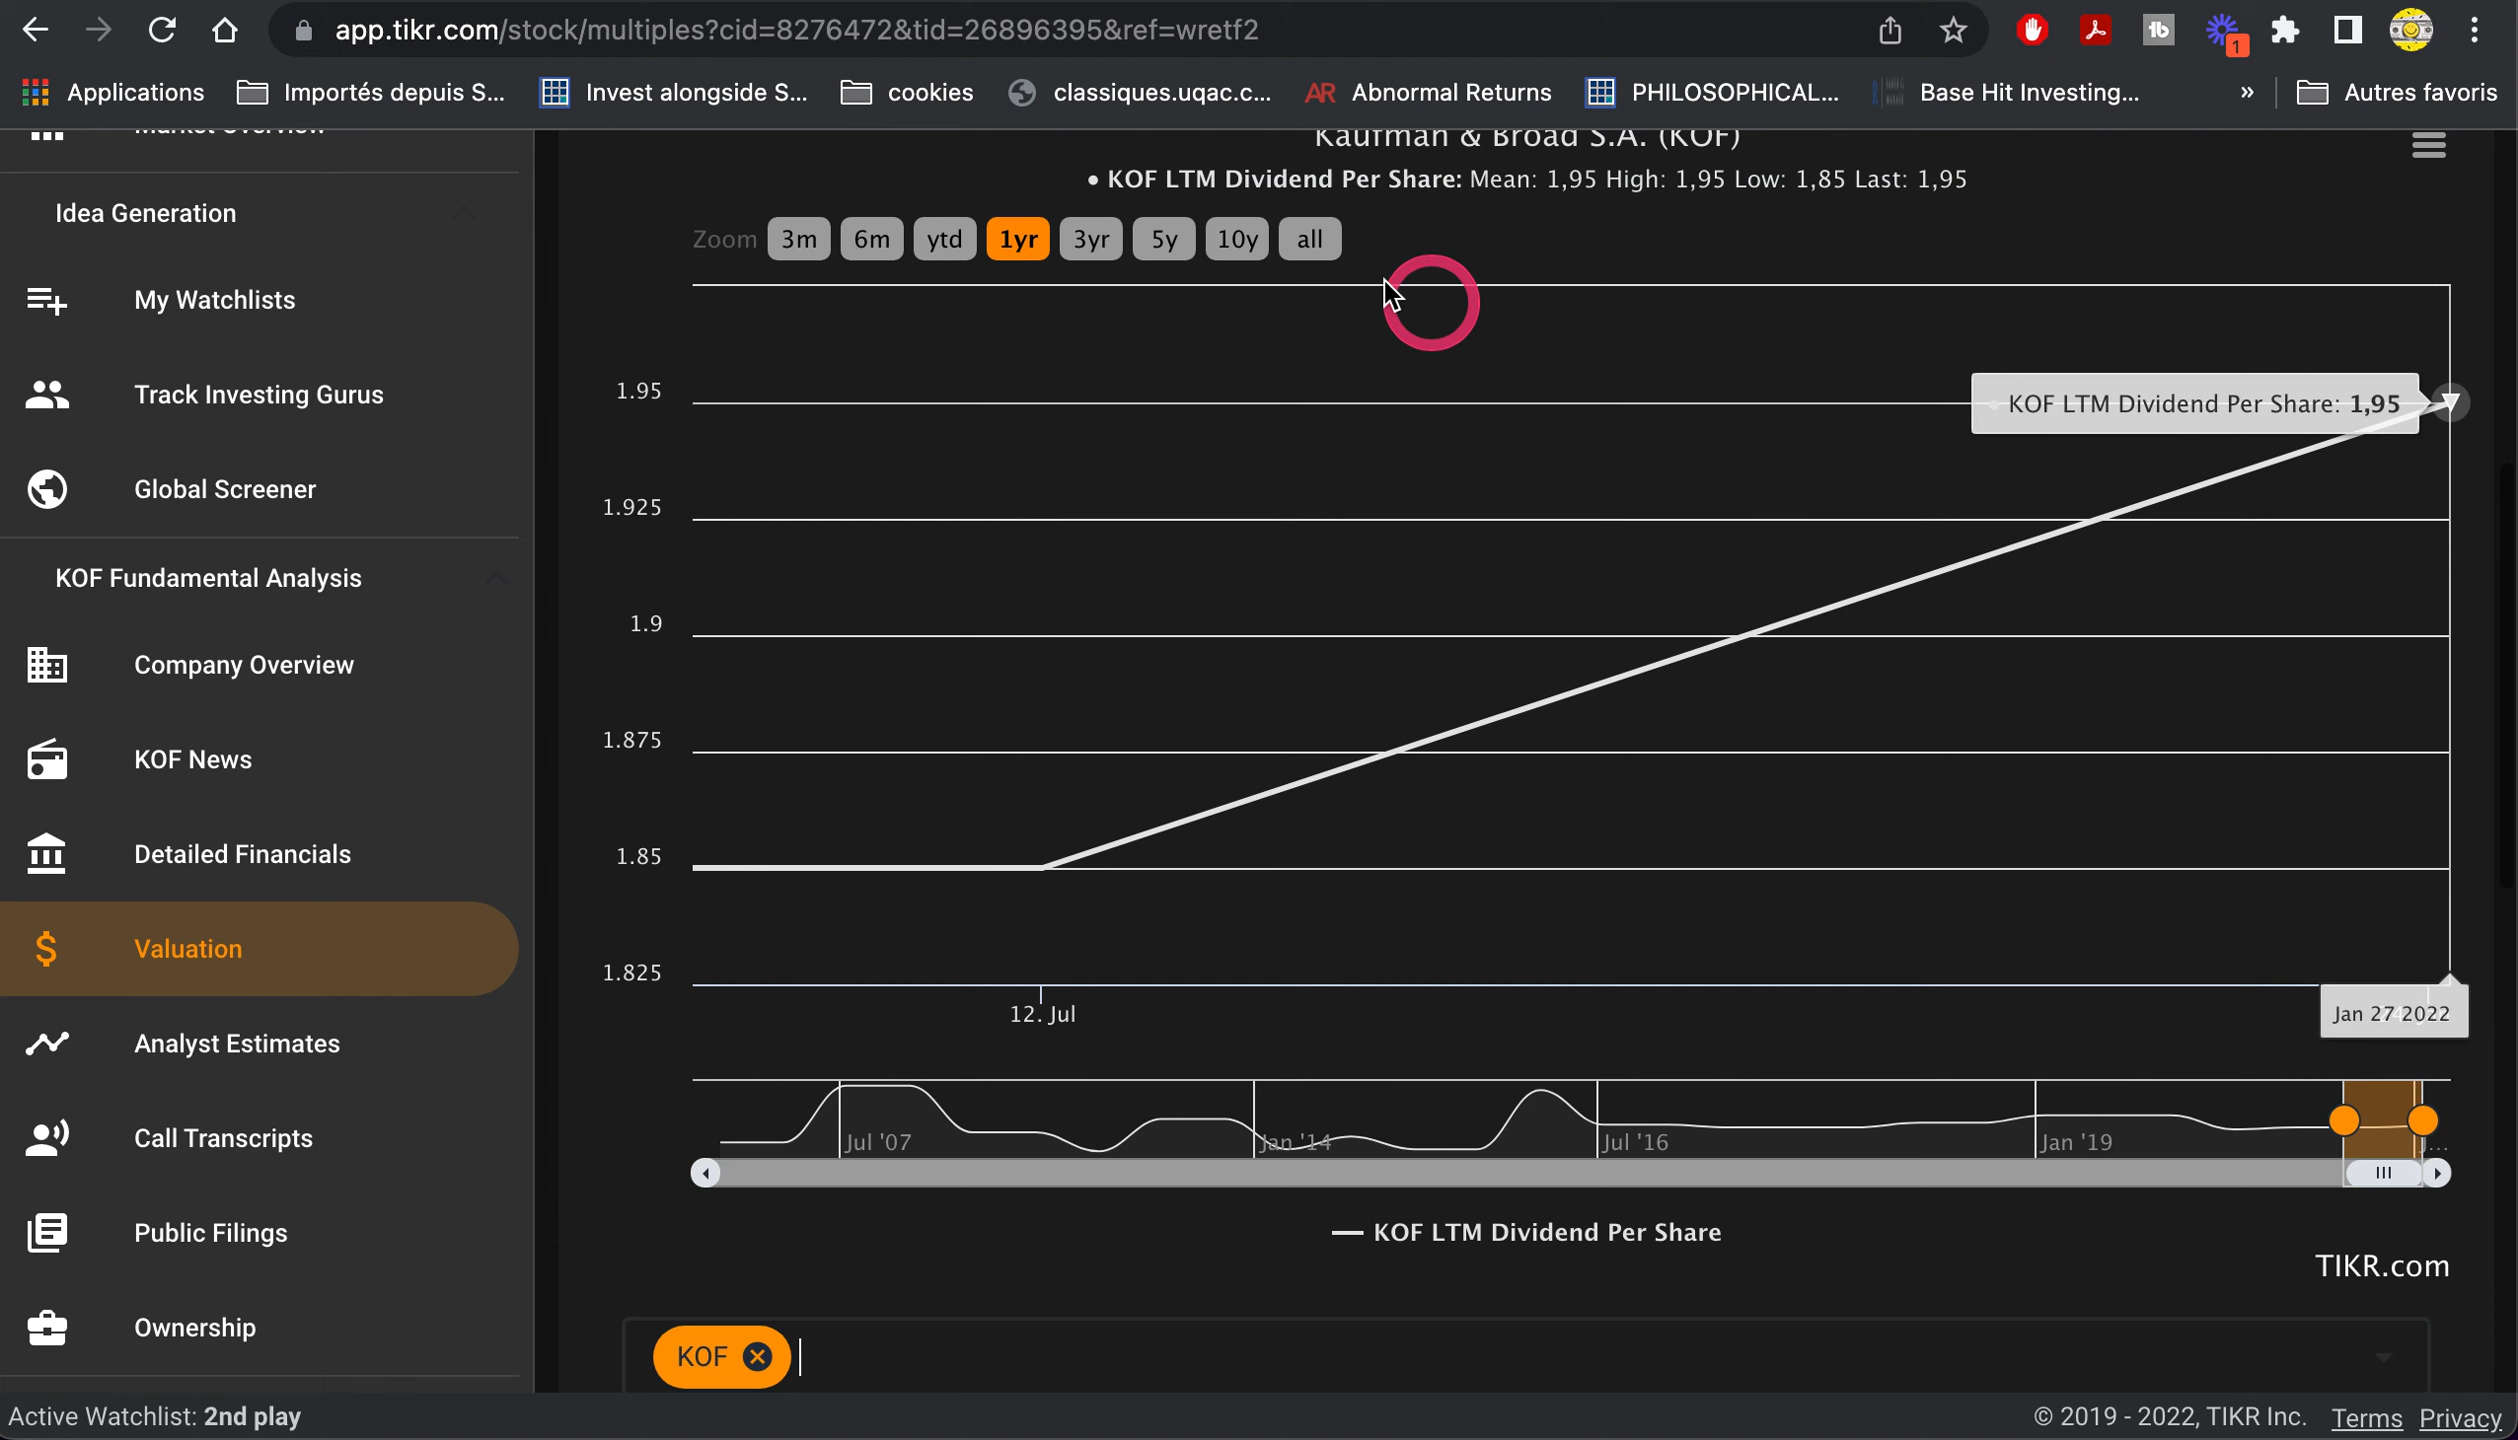 app.tikr.com/stock/multiples?cid=8276472&tid=26896395&ref=wretf2
1
Applications
Importés depuis S...
Invest alongside S...
cookies
classiques.uqac.c...
AR Abnormal Returns
PHILOSOPHICAL...
Base Hit Investing...
»
Autres favoris
Market Overview
Idea Generation
My Watchlists
Track Investing Gurus
Global Screener
KOF Fundamental Analysis
Company Overview
KOF News
Detailed Financials
Valuation
Analyst Estimates
Call Transcripts
Public Filings
Ownership
Kaufman & Broad S.A. (KOF)
• KOF LTM Dividend Per Share: Mean: 1,95 High: 1,95 Low: 1,85 Last: 1,95
Zoom 3m 6m ytd 1yr 3yr 5y 10y all
1.95
KOF LTM Dividend Per Share: 1,95
1.925
1.9
1.875
1.85
1.825
12. Jul
Jan 27 2022
Jul '07
Jan '14
Jul '16
Jan '19
J...
KOF LTM Dividend Per Share
TIKR.com
KOF
Active Watchlist: 2nd play
© 2019 - 2022, TIKR Inc. Terms Privacy